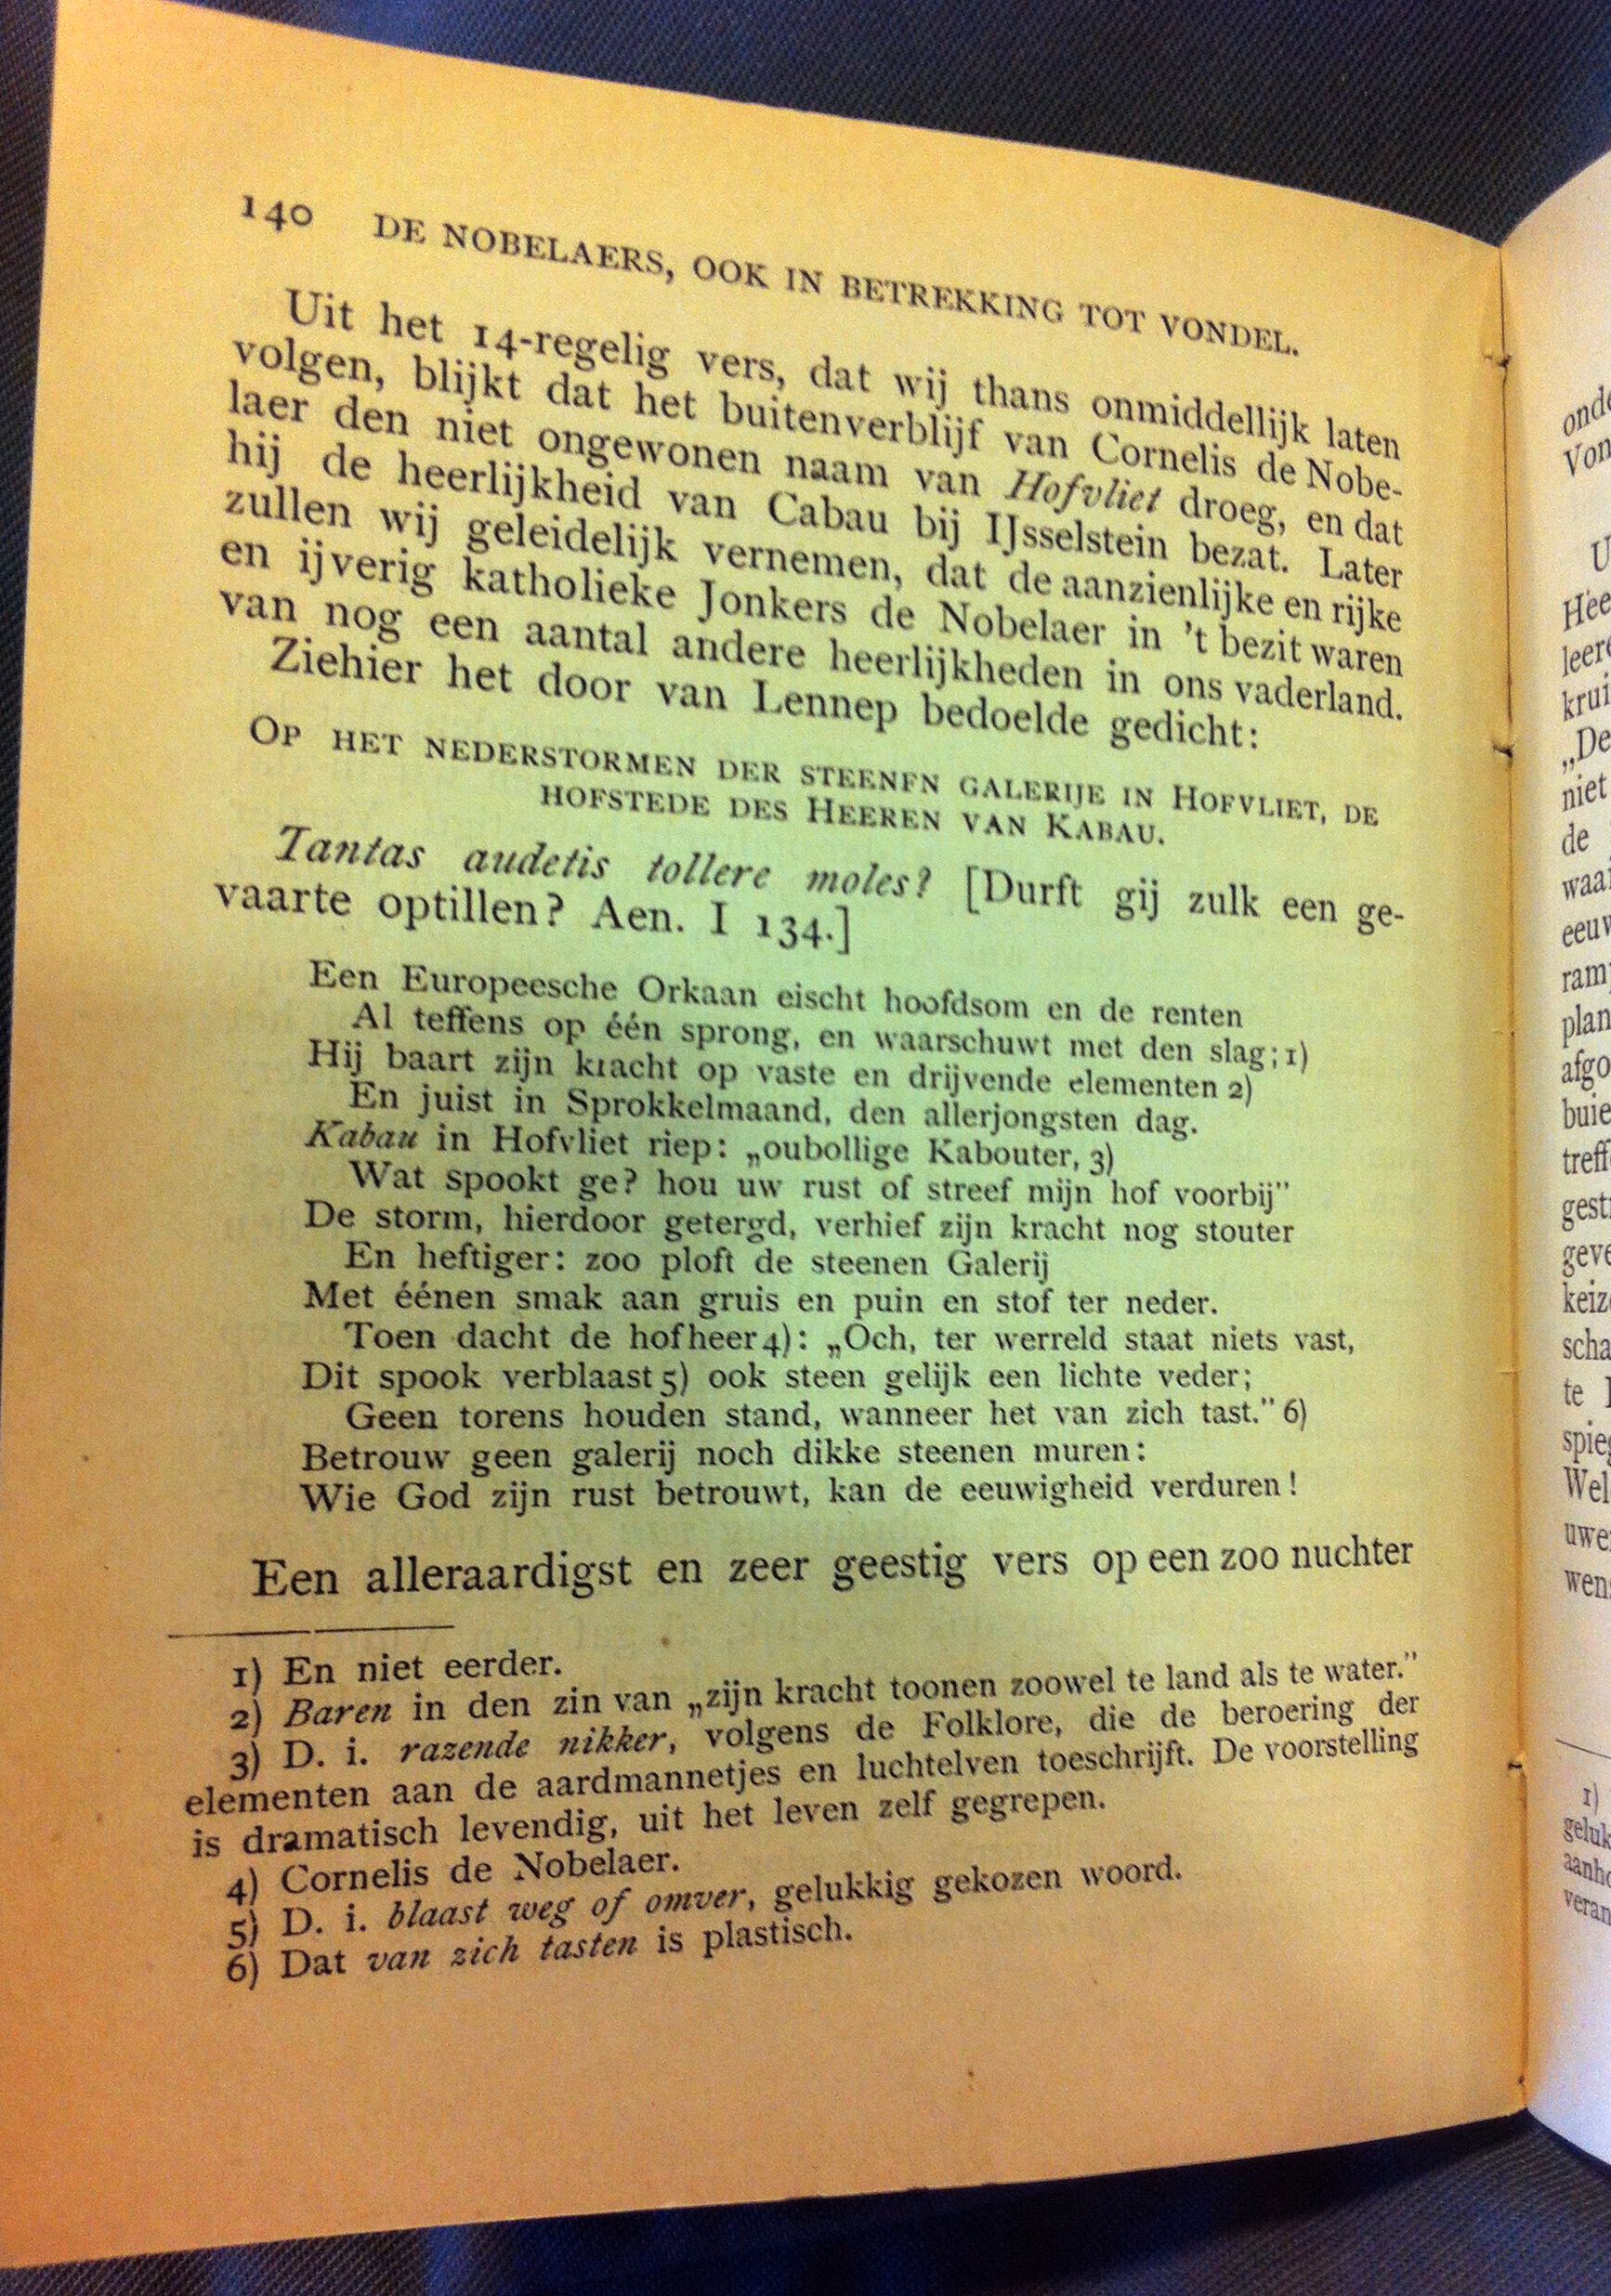 140 DE NOBELAERS, OOK IN BETREKKING TOT VONDEL.
Uit het 14-regelig vers, dat wij thans onmiddellijk laten
volgen, blijkt dat het buitenverblijf van Cornelis de Nobe-
laer den niet ongewonen naam van Hofvliet droeg, en dat
hij de heerlijkheid van Cabau bij IJsselstein bezat. Later
zullen wij geleidelijk vernemen, dat de aanzienlijke en rijke
en ijverig katholieke Jonkers de Nobelaer in 't bezit waren
van nog een aantal andere heerlijkheden in ons vaderland.
Ziehier het door van Lennep bedoelde gedicht:
OP HET NEDERSTORMEN DER STEENEN GALERIJE IN HOFVLIET, DE
HOFSTEDE DES HEEREN VAN KABAU.
Tantas audetis tollere moles? [Durft gij zulk een ge-
vaarte optillen? Aen. I 134.]
Een Europeesche Orkaan eischt hoofdsom en de renten
Al teffens op één sprong, en waarschuwt met den slag; 1)
Hij baart zijn kracht op vaste en drijvende elementen 2)
En juist in Sprokkelmaand, den allerjongsten dag.
Kabau in Hofvliet riep: „oubollige Kabouter, 3)
Wat spookt ge? hou uw rust of streef mijn hof voorbij”
De storm, hierdoor getergd, verhief zijn kracht nog stouter
En heftiger: zoo ploft de steenen Galerij
Met éénen smak aan gruis en puin en stof ter neder.
Toen dacht de hofheer 4): „Och, ter werreld staat niets vast,
Dit spook verblaast 5) ook steen gelijk een lichte veder;
Geen torens houden stand, wanneer het van zich tast.” 6)
Betrouw geen galerij noch dikke steenen muren:
Wie God zijn rust betrouwt, kan de eeuwigheid verduren!
Een alleraardigst en zeer geestig vers op een zoo nuchter
1) En niet eerder.
2) Baren in den zin van „zijn kracht toonen zoowel te land als te water.”
3) D. i. razende nikker, volgens de Folklore, die de beroering der
elementen aan de aardmannetjes en luchtelven toeschrijft. De voorstelling
is dramatisch levendig, uit het leven zelf gegrepen.
4) Cornelis de Nobelaer.
5) D. i. blaast weg of omver, gelukkig gekozen woord.
6) Dat van zich tasten is plastisch.